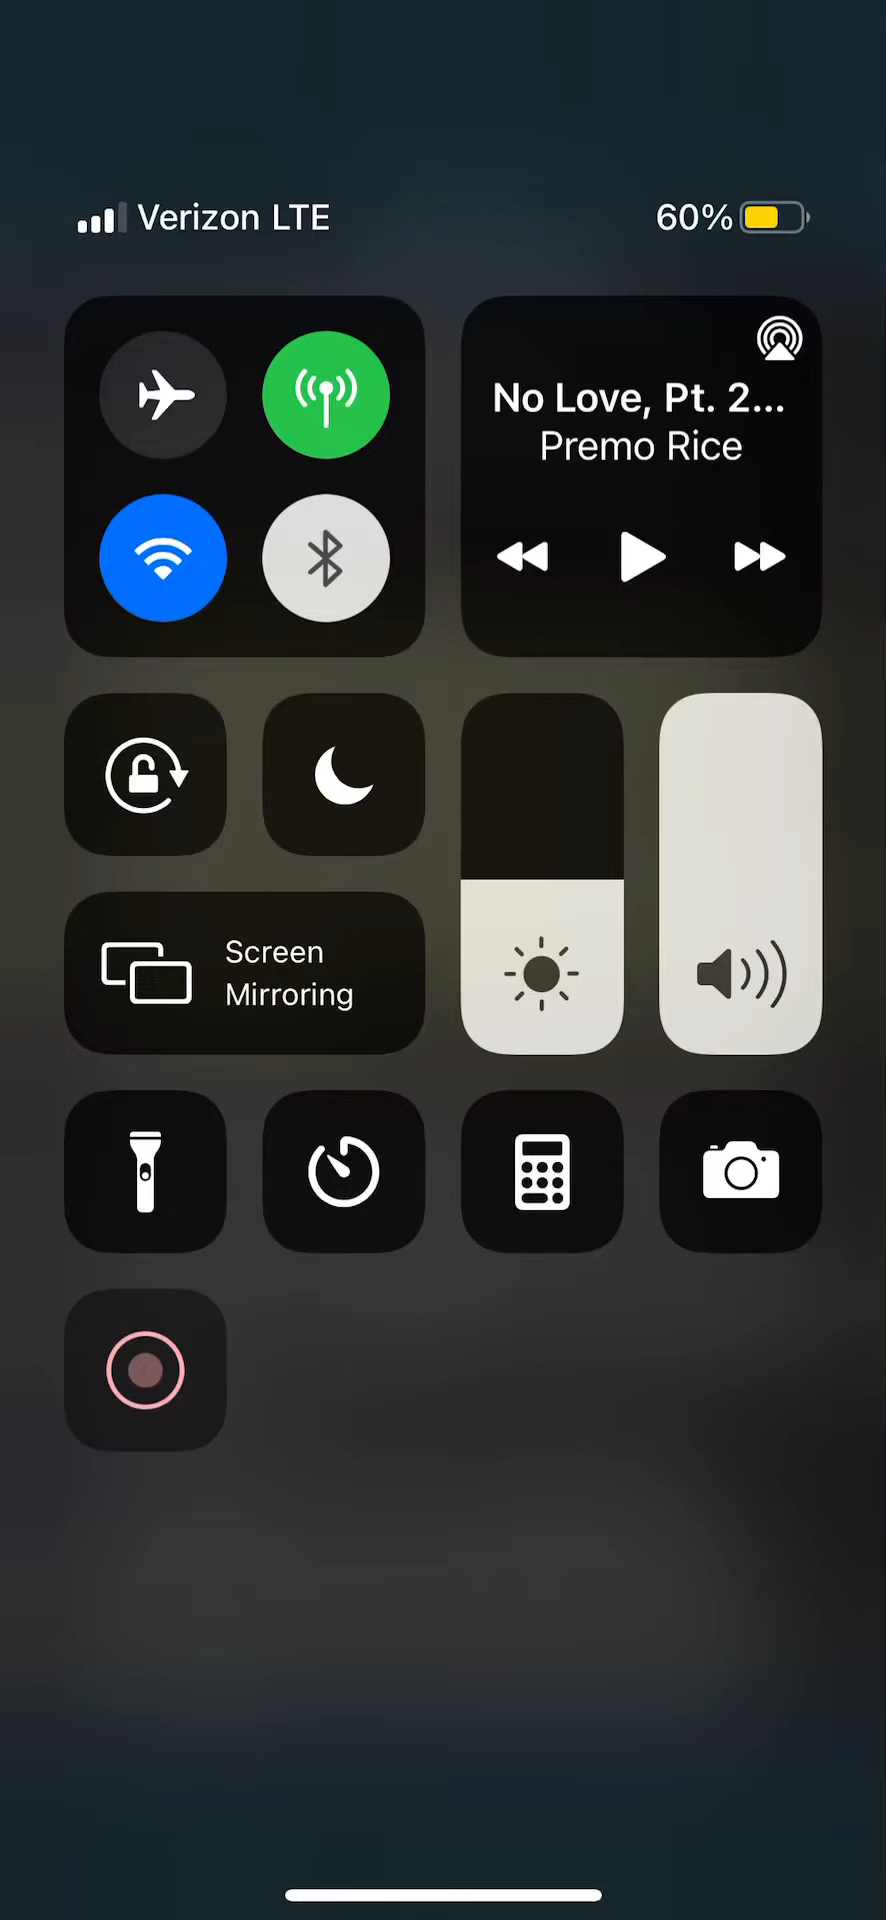 Verizon LTE
60%
No Love, Pt. 2...
Premo Rice
Screen
Mirroring